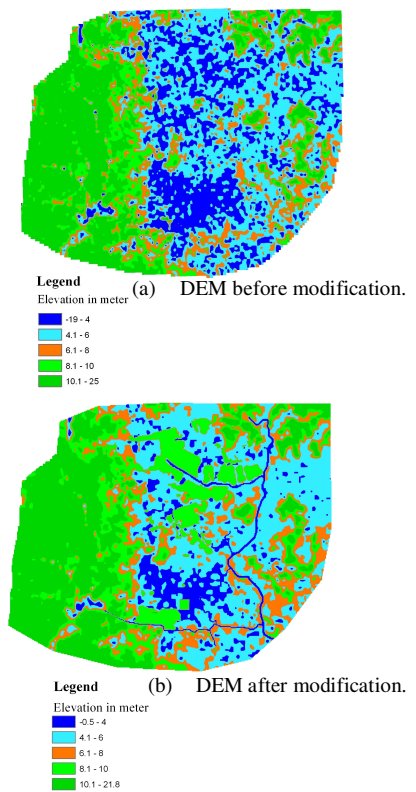 (a) DEM before modification.
Legend
Elevation in meter
-19 - 4
4.1 - 6
6.1 - 8
8.1 - 10
10.1 - 25
(b) DEM after modification.
Legend
Elevation in meter
-0.5 - 4
4.1 - 6
6.1 - 8
8.1 - 10
10.1 - 21.8